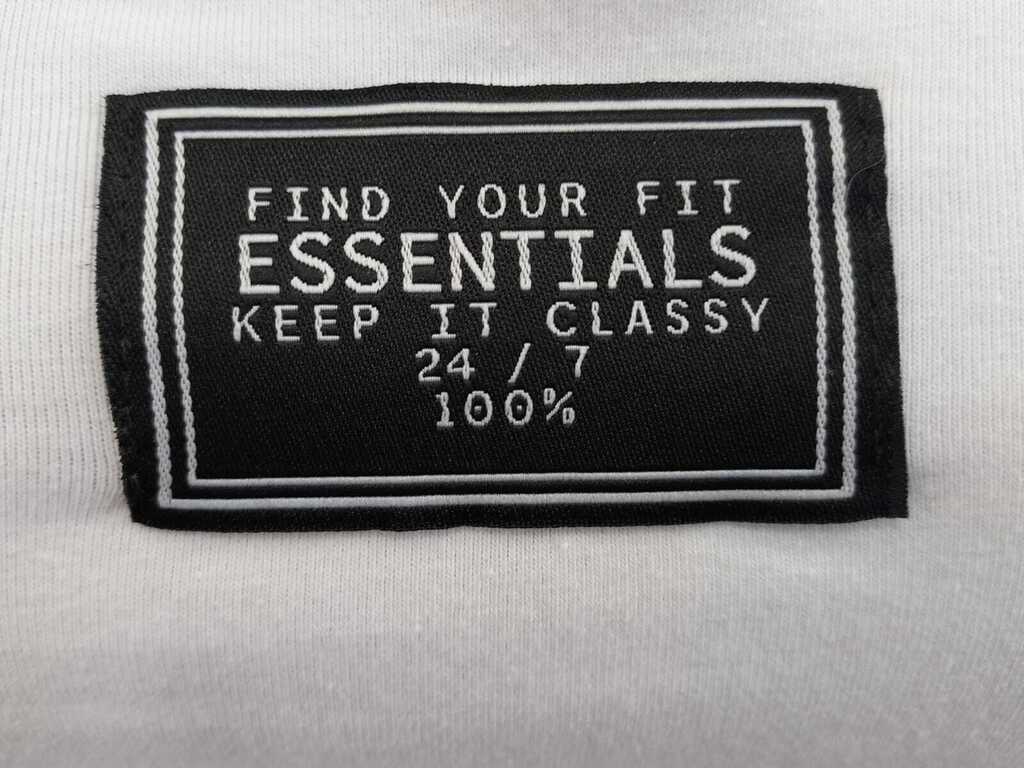 FIND YOUR FIT
ESSENTIALS
KEEP IT CLASSY
24 / 7
100%